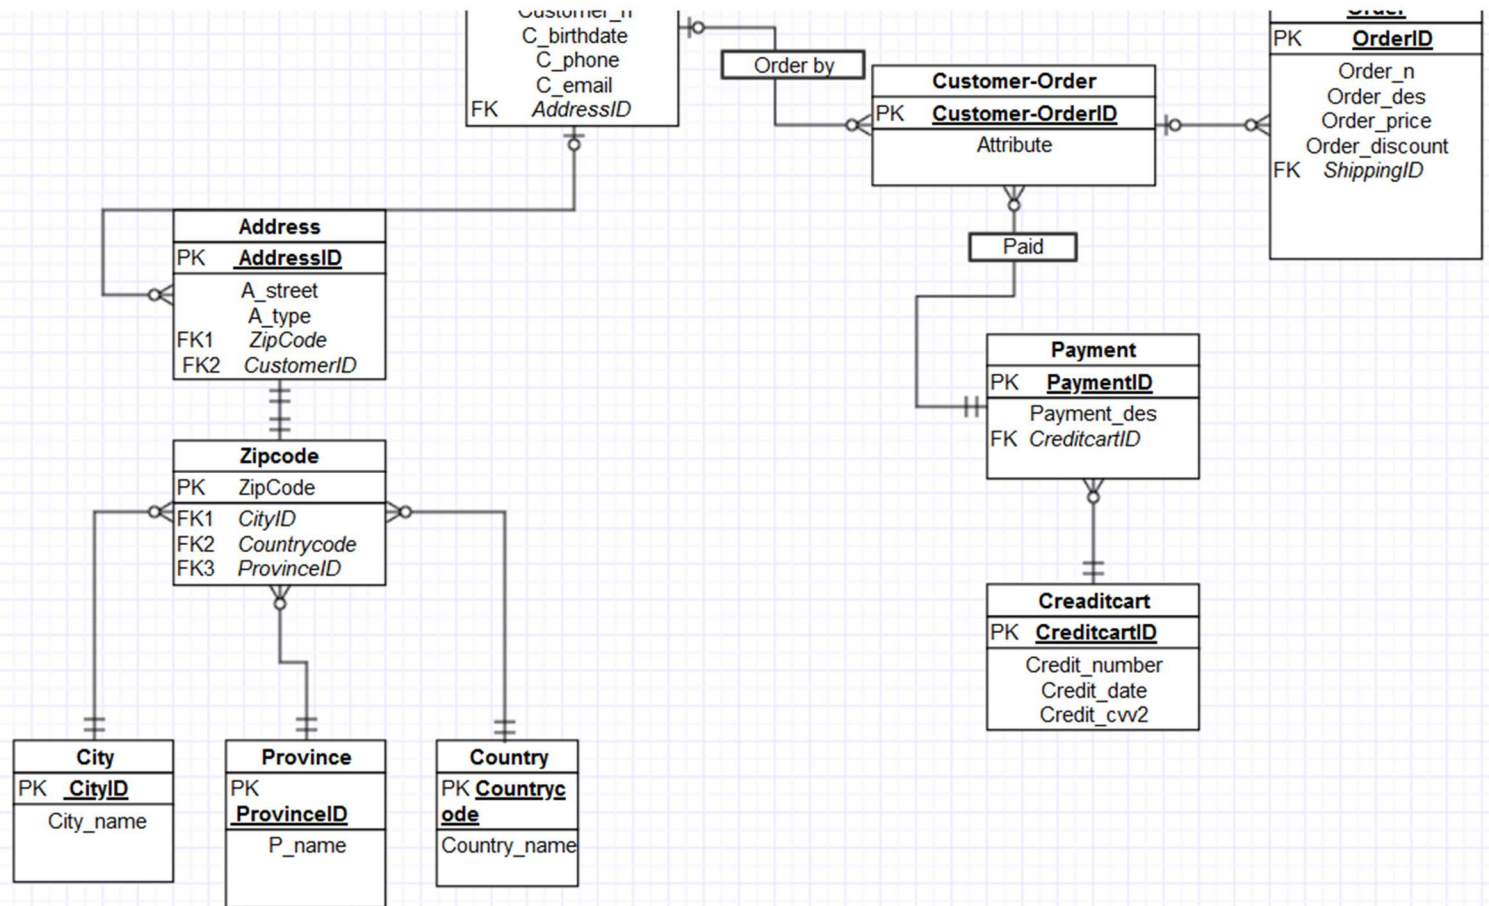 Customer_n
C_birthdate
C_phone
C_email
FK AddressID
Order by
Customer-Order
PK Customer-OrderID
Attribute
Order
PK OrderID
Order_n
Order_des
Order_price
Order_discount
FK ShippingID
Paid
Address
PK AddressID
A_street
A_type
FK1 ZipCode
FK2 CustomerID
Payment
PK PaymentID
Payment_des
FK CreditcartID
Zipcode
PK ZipCode
FK1 CityID
FK2 Countrycode
FK3 ProvinceID
Creaditcart
PK CreditcartID
Credit_number
Credit_date
Credit_cvv2
City
PK CityID
City_name
Province
PK
ProvinceID
P_name
Country
PK Countryc
ode
Country_name